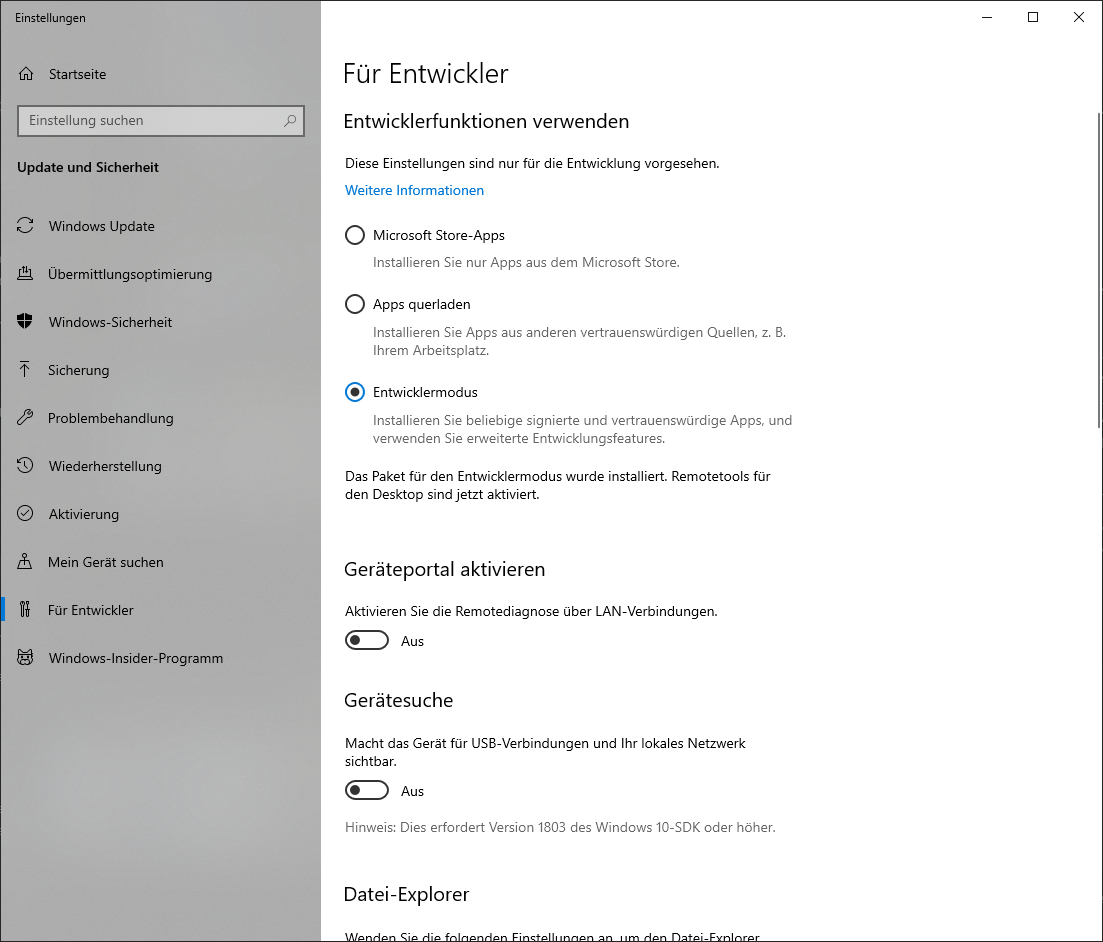 Einstellungen
Startseite
Einstellung suchen
Update und Sicherheit
Windows Update
Übermittlungsoptimierung
Windows-Sicherheit
Sicherung
Problembehandlung
Wiederherstellung
Aktivierung
Mein Gerät suchen
Für Entwickler
Windows-Insider-Programm
Für Entwickler
Entwicklerfunktionen verwenden
Diese Einstellungen sind nur für die Entwicklung vorgesehen.
Weitere Informationen
Microsoft Store-Apps
Installieren Sie nur Apps aus dem Microsoft Store.
Apps querladen
Installieren Sie Apps aus anderen vertrauenswürdigen Quellen, z. B.
Ihrem Arbeitsplatz.
Entwicklermodus
Installieren Sie beliebige signierte und vertrauenswürdige Apps, und
verwenden Sie erweiterte Entwicklungsfeatures.
Das Paket für den Entwicklermodus wurde installiert. Remotetools für
den Desktop sind jetzt aktiviert.
Geräteportal aktivieren
Aktivieren Sie die Remotediagnose über LAN-Verbindungen.
Aus
Gerätesuche
Macht das Gerät für USB-Verbindungen und Ihr lokales Netzwerk
sichtbar.
Aus
Hinweis: Dies erfordert Version 1803 des Windows 10-SDK oder höher.
Datei-Explorer
Wenden Sie die folgenden Einstellungen an, um den Datei-Explorer